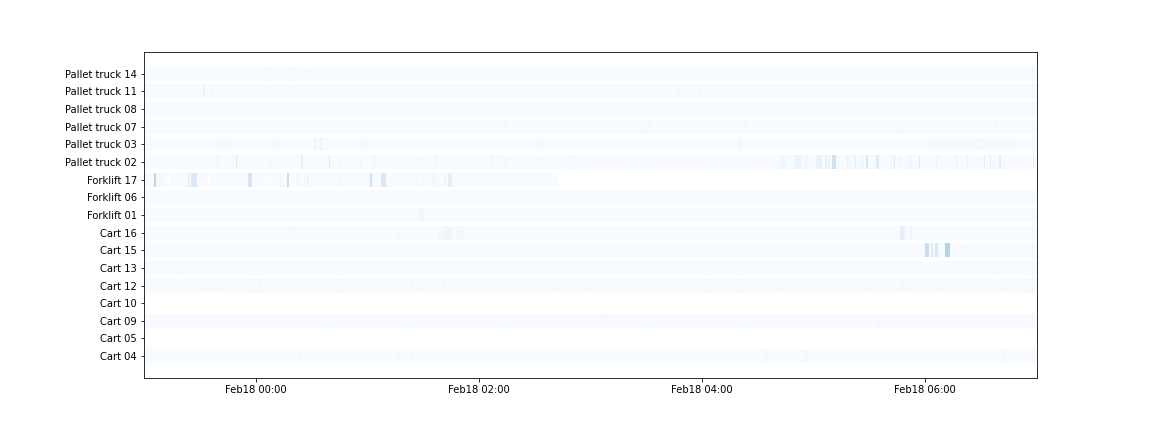 Pallet truck 14
Pallet truck 11
Pallet truck 08
Pallet truck 07
Pallet truck 03
Pallet truck 02
Forklift 17
Forklift 06
Forklift 01
Cart 16
Cart 15
Cart 13
Cart 12
Cart 10
Cart 09
Cart 05
Cart 04
Feb18 00:00 Feb18 02:00 Feb18 04:00 Feb18 06:00